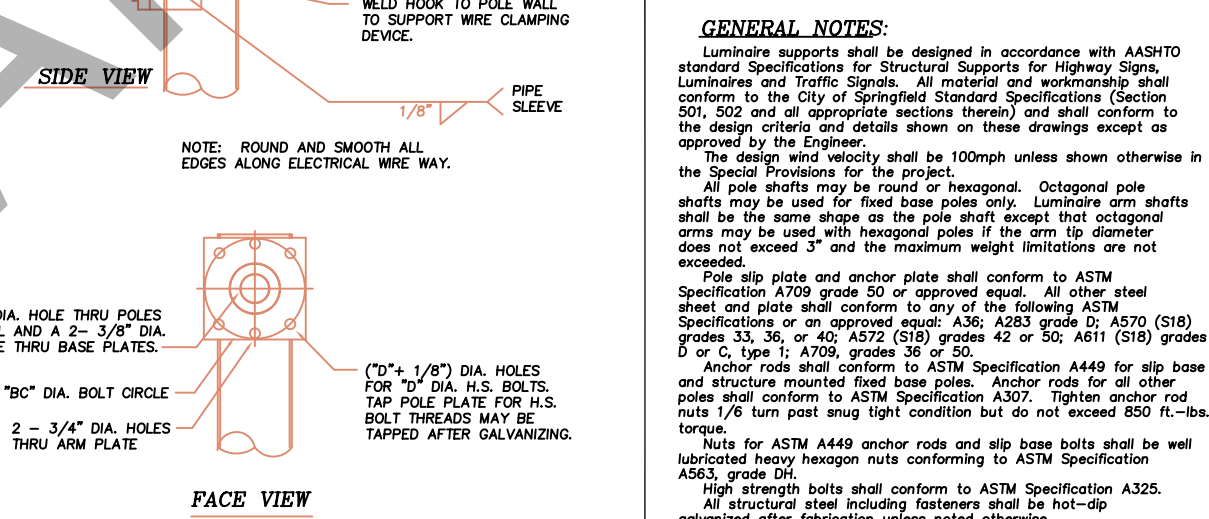 WELD HOOK TO POLE WALL
TO SUPPORT WIRE CLAMPING
DEVICE.
SIDE VIEW
PIPE
SLEEVE
1/8"
NOTE: ROUND AND SMOOTH ALL
EDGES ALONG ELECTRICAL WIRE WAY.
DIA. HOLE THRU POLES
L AND A 2- 3/8" DIA.
E THRU BASE PLATES.
"BC" DIA. BOLT CIRCLE
2 - 3/4" DIA. HOLES
THRU ARM PLATE
("D"+ 1/8") DIA. HOLES
FOR "D" DIA. H.S. BOLTS.
TAP POLE PLATE FOR H.S.
BOLT THREADS MAY BE
TAPPED AFTER GALVANIZING.
FACE VIEW
GENERAL NOTES:
Luminaire supports shall be designed in accordance with AASHTO
standard Specifications for Structural Supports for Highway Signs,
Luminaires and Traffic Signals. All material and workmanship shall
conform to the City of Springfield Standard Specifications (Section
501, 502 and all appropriate sections therein) and shall conform to
the design criteria and details shown on these drawings except as
approved by the Engineer.
The design wind velocity shall be 100mph unless shown otherwise in
the Special Provisions for the project.
All pole shafts may be round or hexagonal. Octagonal pole
shafts may be used for fixed base poles only. Luminaire arm shafts
shall be the same shape as the pole shaft except that octagonal
arms may be used with hexagonal poles if the arm tip diameter
does not exceed 3" and the maximum weight limitations are not
exceeded.
Pole slip plate and anchor plate shall conform to ASTM
Specification A709 grade 50 or approved equal. All other steel
sheet and plate shall conform to any of the following ASTM
Specifications or an approved equal: A36; A283 grade D; A570 (S18)
grades 33, 36, or 40; A572 (S18) grades 42 or 50; A611 (S18) grades
D or C, type 1; A709, grades 36 or 50.
Anchor rods shall conform to ASTM Specification A449 for slip base
and structure mounted fixed base poles. Anchor rods for all other
poles shall conform to ASTM Specification A307. Tighten anchor rod
nuts 1/6 turn past snug tight condition but do not exceed 850 ft.-lbs.
torque.
Nuts for ASTM A449 anchor rods and slip base bolts shall be well
lubricated heavy hexagon nuts conforming to ASTM Specification
A563, grade DH.
High strength bolts shall conform to ASTM Specification A325.
All structural steel including fasteners shall be hot-dip
galvanized after fabrication unless noted otherwise